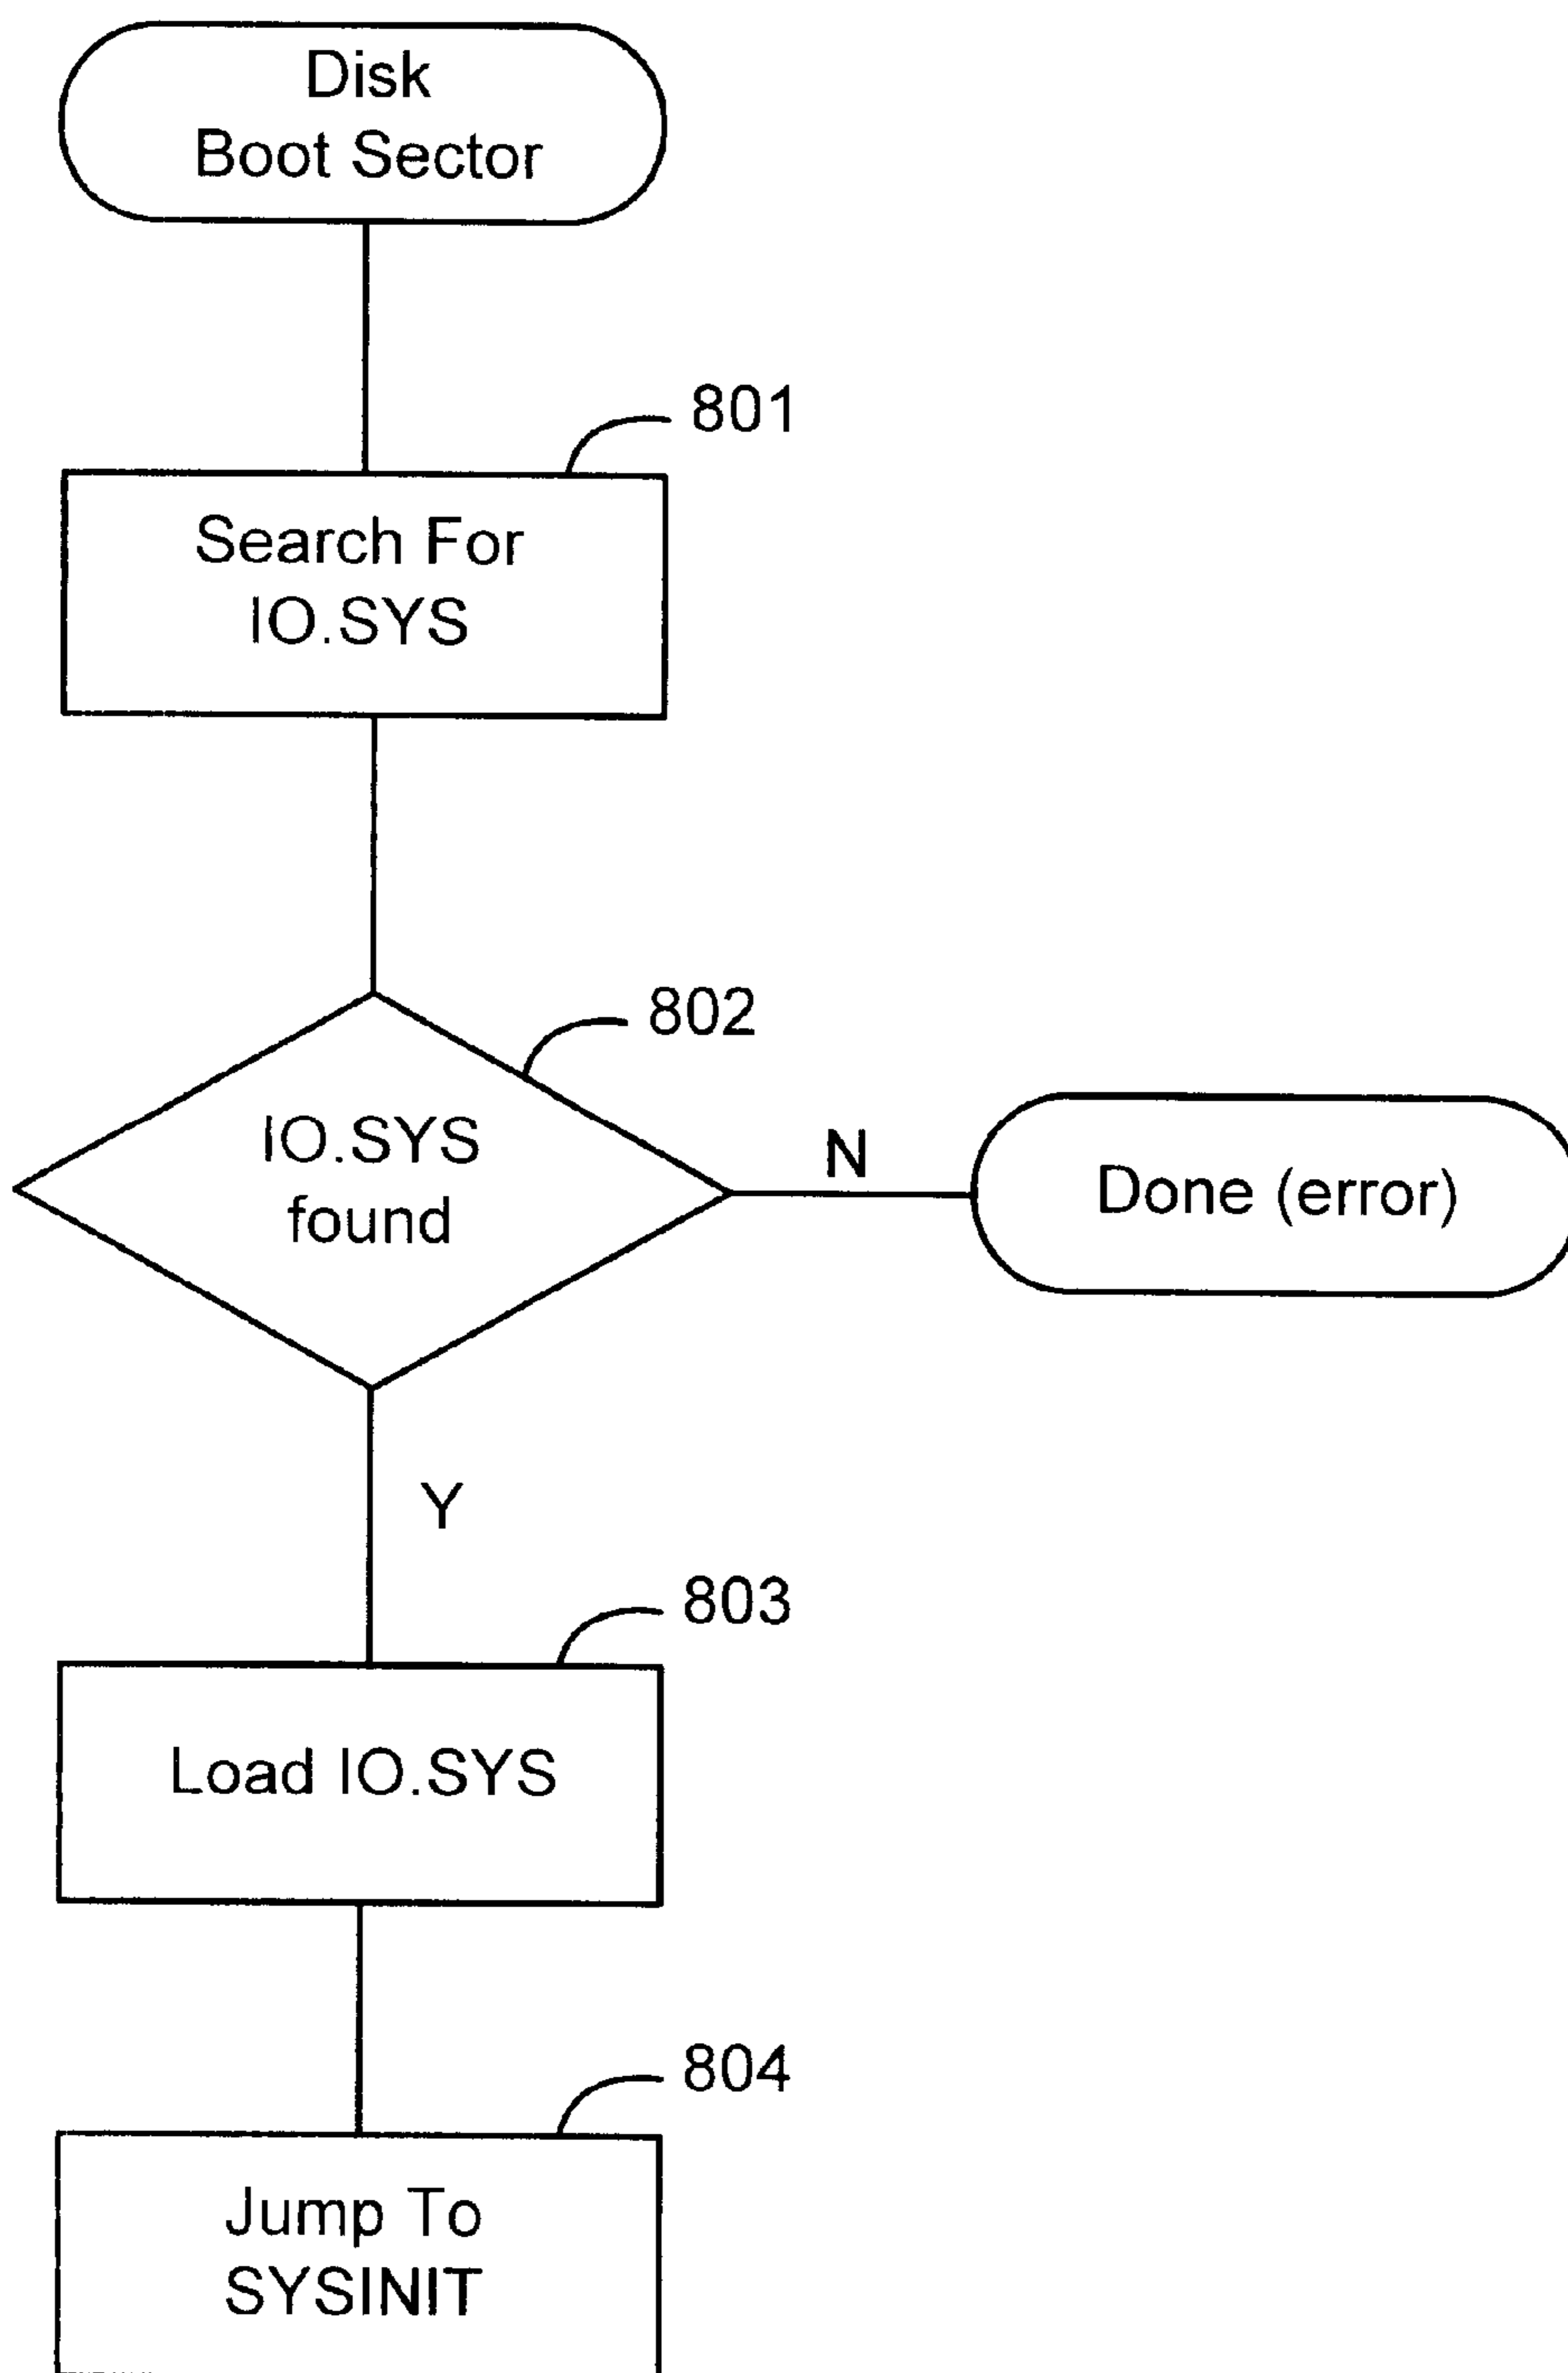 Disk
Boot Sector
801
Search For
IO.SYS
802
IO.SYS
found
N
Done (error)
Y
803
Load IO.SYS
804
Jump To
SYSINIT